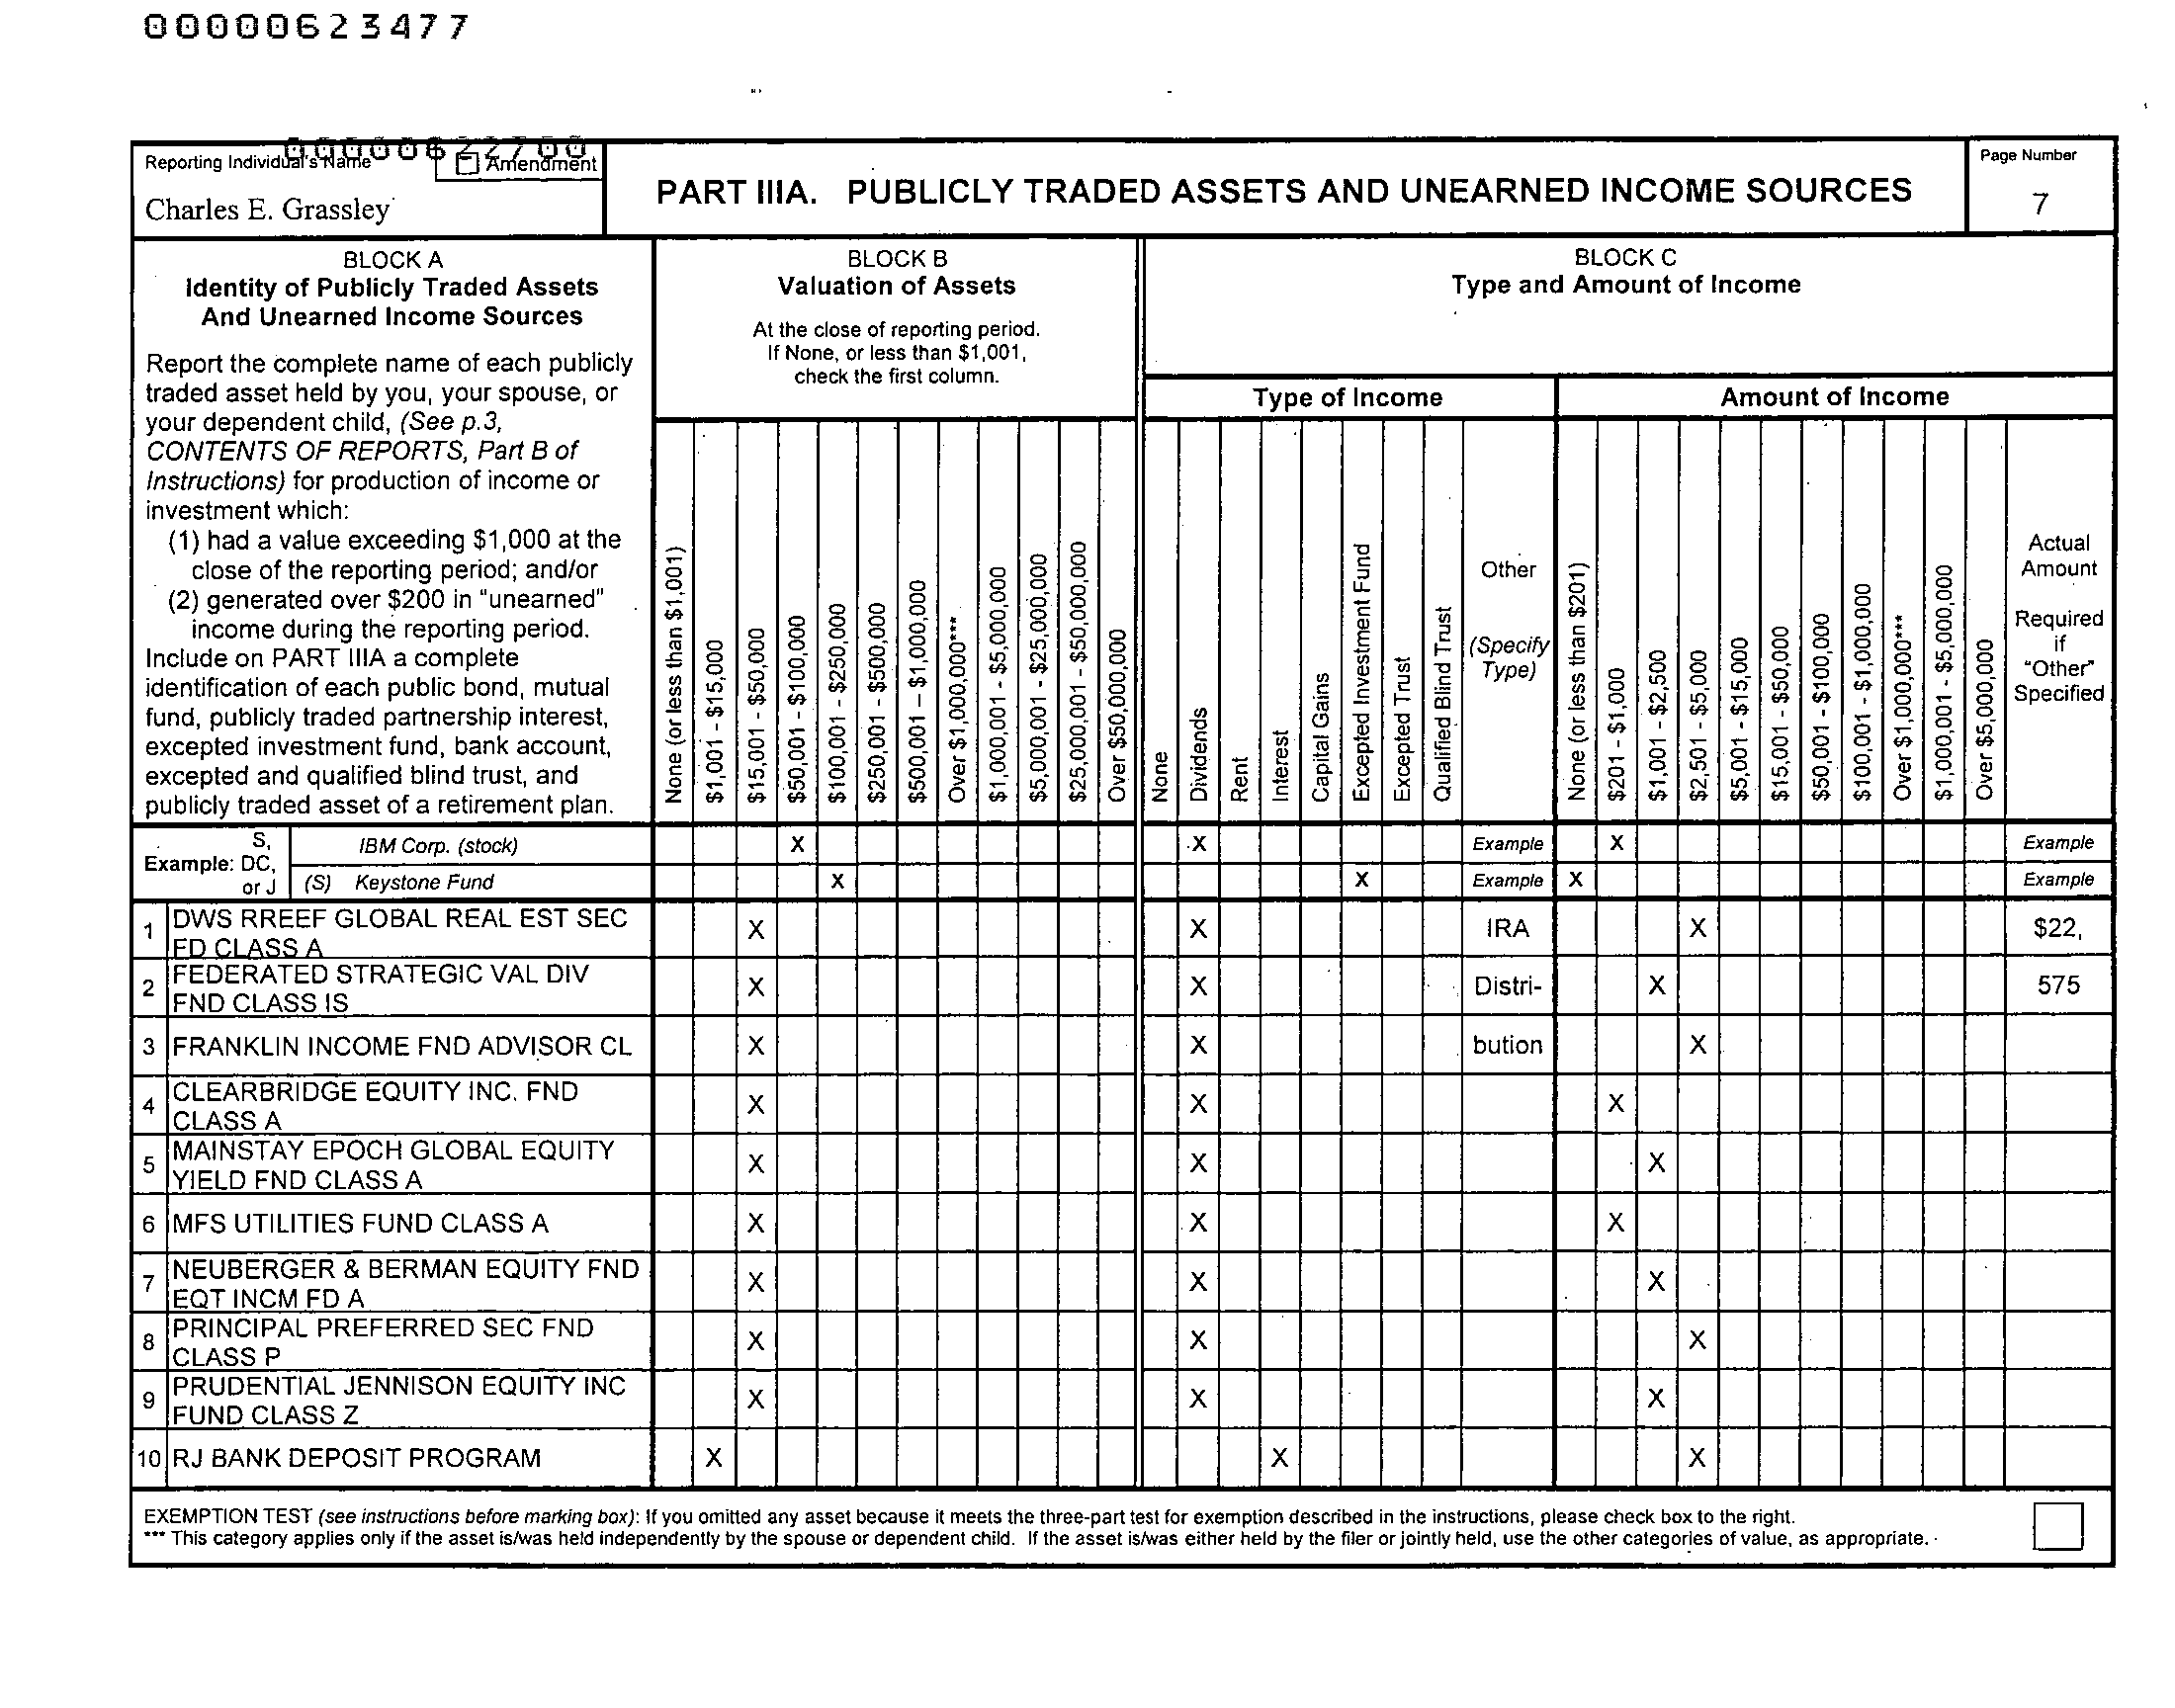 00000623477
Reporting Individual's Name
Amendment
Charles E. Grassley
PART IIIA. PUBLICLY TRADED ASSETS AND UNEARNED INCOME SOURCES
Page Number
7
BLOCK A
Identity of Publicly Traded Assets
And Unearned Income Sources
Report the complete name of each publicly
traded asset held by you, your spouse, or
your dependent child, (See p.3,
CONTENTS OF REPORTS, Part B of
Instructions) for production of income or
investment which:
(1) had a value exceeding $1,000 at the
close of the reporting period; and/or
(2) generated over $200 in "unearned"
income during the reporting period.
Include on PART IIIA a complete
identification of each public bond, mutual
fund, publicly traded partnership interest,
excepted investment fund, bank account,
excepted and qualified blind trust, and
publicly traded asset of a retirement plan.
BLOCK B
Valuation of Assets
At the close of reporting period.
If None, or less than $1,001,
check the first column.
None (or less than $1,001)
$1,001 - $15,000
$15,001 - $50,000
$50,001 - $100,000
$100,001 - $250,000
$250,001 - $500,000
$500,001 – $1,000,000
Over $1,000,000***
$1,000,001 - $5,000,000
$5,000,001 - $25,000,000
$25,000,001 - $50,000,000
Over $50,000,000
BLOCK C
Type and Amount of Income
Type of Income
None
Dividends
Rent
Interest
Capital Gains
Excepted Investment Fund
Excepted Trust
Qualified Blind Trust
Other
(Specify
Type)
Amount of Income
None (or less than $201)
$201 - $1,000
$1,001 - $2,500
$2,501 - $5,000
$5,001 - $15,000
$15,001 - $50,000
$50,001 - $100,000
$100,001 - $1,000,000
Over $1,000,000***
$1,000,001 - $5,000,000
Over $5,000,000
Actual
Amount
Required
if
"Other"
Specified
Example: S, DC, or J
IBM Corp. (stock) X X Example X Example
(S) Keystone Fund X X Example X Example
1 DWS RREEF GLOBAL REAL EST SEC X X IRA X $22,
FD CLASS A
2 FEDERATED STRATEGIC VAL DIV X X Distri- X 575
FND CLASS IS
3 FRANKLIN INCOME FND ADVISOR CL X X bution X
4 CLEARBRIDGE EQUITY INC. FND X X X
CLASS A
5 MAINSTAY EPOCH GLOBAL EQUITY X X X
YIELD FND CLASS A
6 MFS UTILITIES FUND CLASS A X X X
7 NEUBERGER & BERMAN EQUITY FND X X X
EQT INCM FD A
8 PRINCIPAL PREFERRED SEC FND X X X
CLASS P
9 PRUDENTIAL JENNISON EQUITY INC X X X
FUND CLASS Z
10 RJ BANK DEPOSIT PROGRAM X X X
EXEMPTION TEST (see instructions before marking box): If you omitted any asset because it meets the three-part test for exemption described in the instructions, please check box to the right.
*** This category applies only if the asset is/was held independently by the spouse or dependent child. If the asset is/was either held by the filer or jointly held, use the other categories of value, as appropriate.